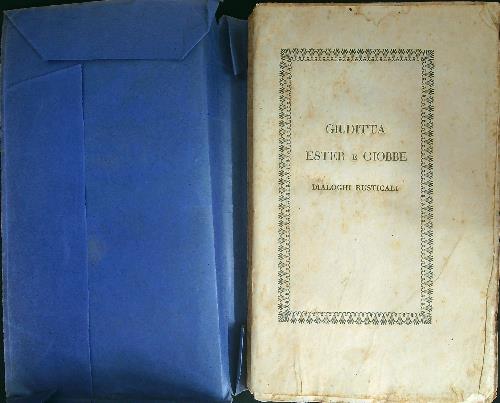 GIUDITTA
ESTER E GIOBBE
DIALOGHI RUSTICALI